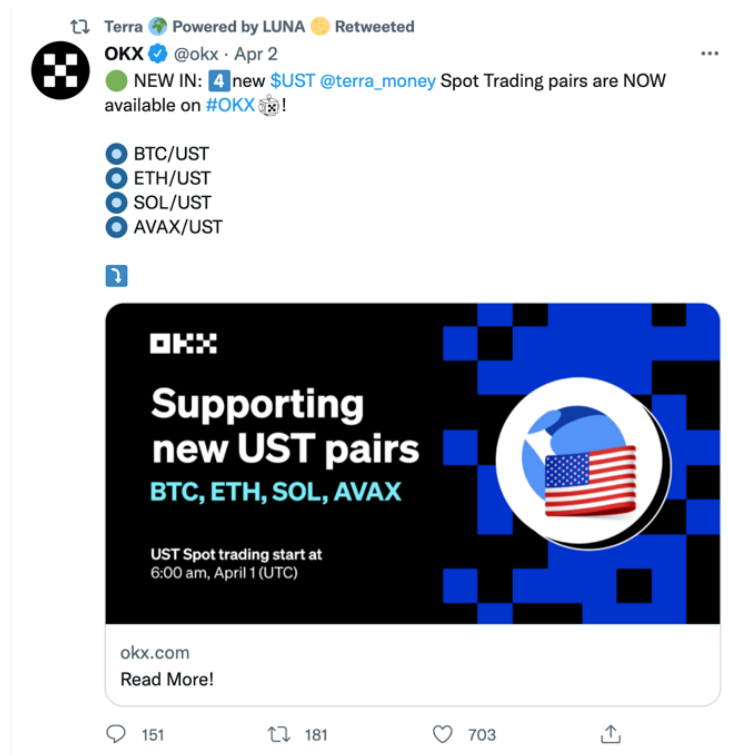 Terra 🌍 Powered by LUNA 🌕 Retweeted
OKX @okx · Apr 2
🟢 NEW IN: 4️⃣ new $UST @terra_money Spot Trading pairs are NOW
available on #OKX !
BTC/UST
ETH/UST
SOL/UST
AVAX/UST
OKX
Supporting
new UST pairs
BTC, ETH, SOL, AVAX
UST Spot trading start at
6:00 am, April 1 (UTC)
okx.com
Read More!
151 181 703